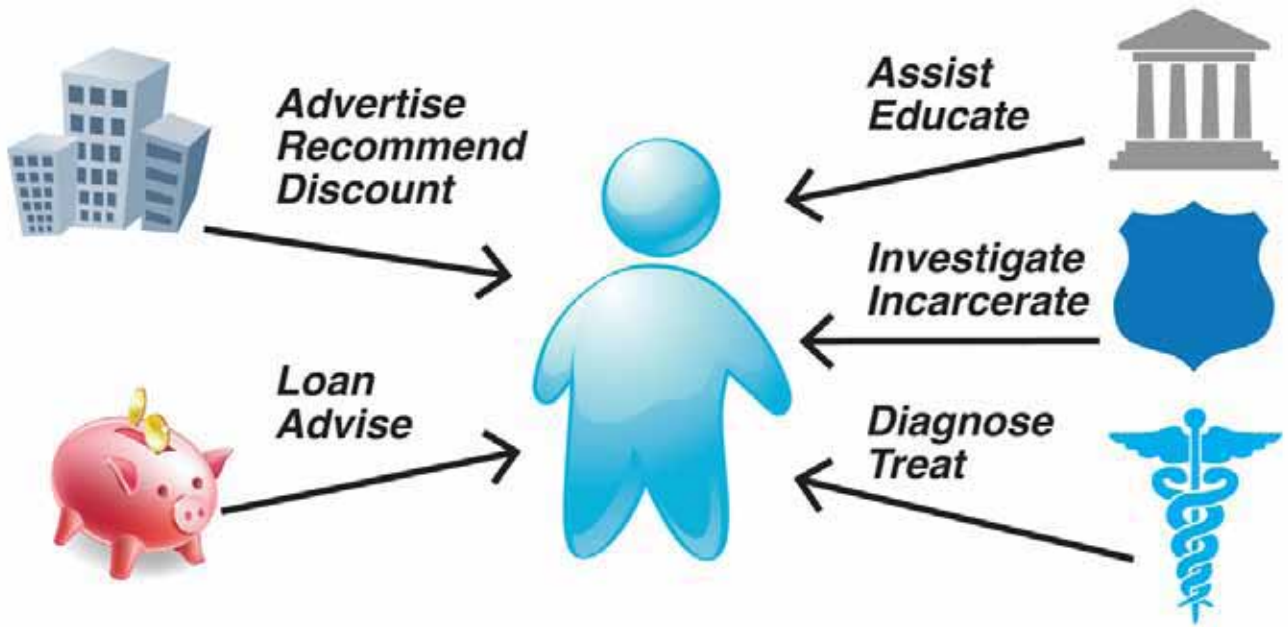 Advertise
Recommend
Discount
Loan
Advise
Assist
Educate
Investigate
Incarcerate
Diagnose
Treat